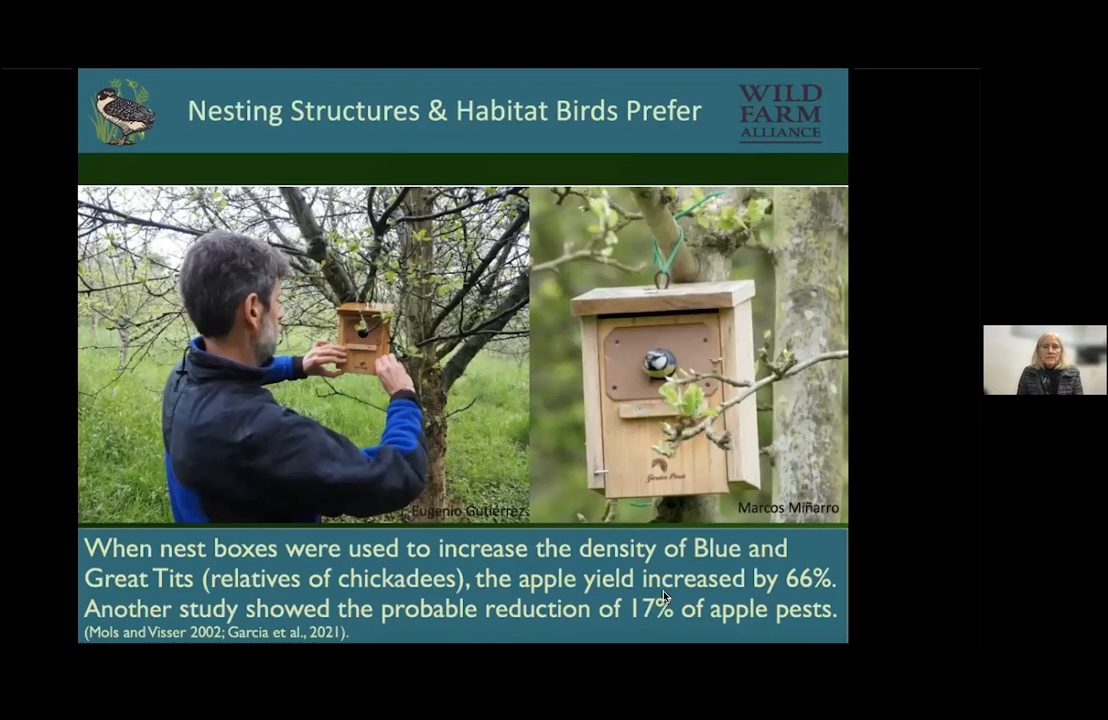 Nesting Structures & Habitat Birds Prefer
WILD
FARM
ALLIANCE
Eugenio Gutiérrez
Garden Birds
Marcos Miñarro
When nest boxes were used to increase the density of Blue and
Great Tits (relatives of chickadees), the apple yield increased by 66%.
Another study showed the probable reduction of 17% of apple pests.
(Mols and Visser 2002; Garcia et al., 2021).